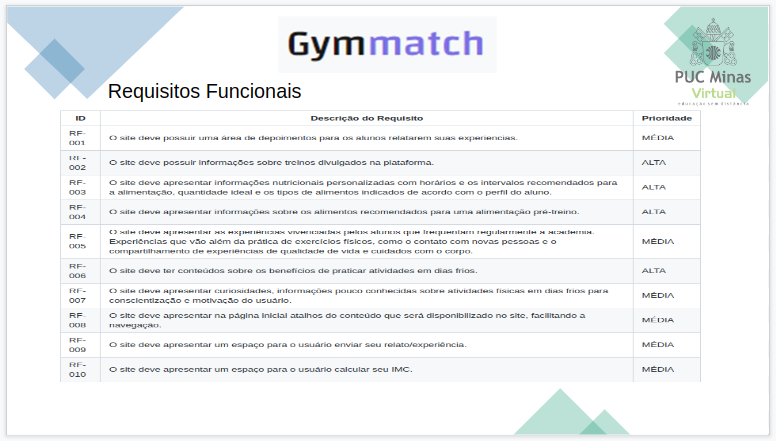 Gymmatch
PUC Minas
Virtual
educação sem distância
Requisitos Funcionais
ID Descrição do Requisito Prioridade
RF-
001 O site deve possuir uma área de depoimentos para os alunos relatarem suas experiencias. MÉDIA
RF-
002 O site deve possuir informações sobre treinos divulgados na plataforma. ALTA
RF-
003 O site deve apresentar informações nutricionais personalizadas com horários e os intervalos recomendados para
a alimentação, quantidade ideal e os tipos de alimentos indicados de acordo com o perfil do aluno. ALTA
RF-
004 O site deve apresentar informações sobre os alimentos recomendados para uma alimentação pré-treino. ALTA
RF-
005 O site deve apresentar as experiências vivenciadas pelos alunos que frequentam regularmente a academia.
Experiências que vão além da prática de exercícios físicos, como o contato com novas pessoas e o
compartilhamento de experiências de qualidade de vida e cuidados com o corpo. MÉDIA
RF-
006 O site deve ter conteúdos sobre os benefícios de praticar atividades em dias frios. ALTA
RF-
007 O site deve apresentar curiosidades, informações pouco conhecidas sobre atividades físicas em dias frios para
conscientização e motivação do usuário. MÉDIA
RF-
008 O site deve apresentar na página inicial atalhos do conteúdo que será disponibilizado no site, facilitando a
navegação. MÉDIA
RF-
009 O site deve apresentar um espaço para o usuário enviar seu relato/experiência. MÉDIA
RF-
010 O site deve apresentar um espaço para o usuário calcular seu IMC. MÉDIA